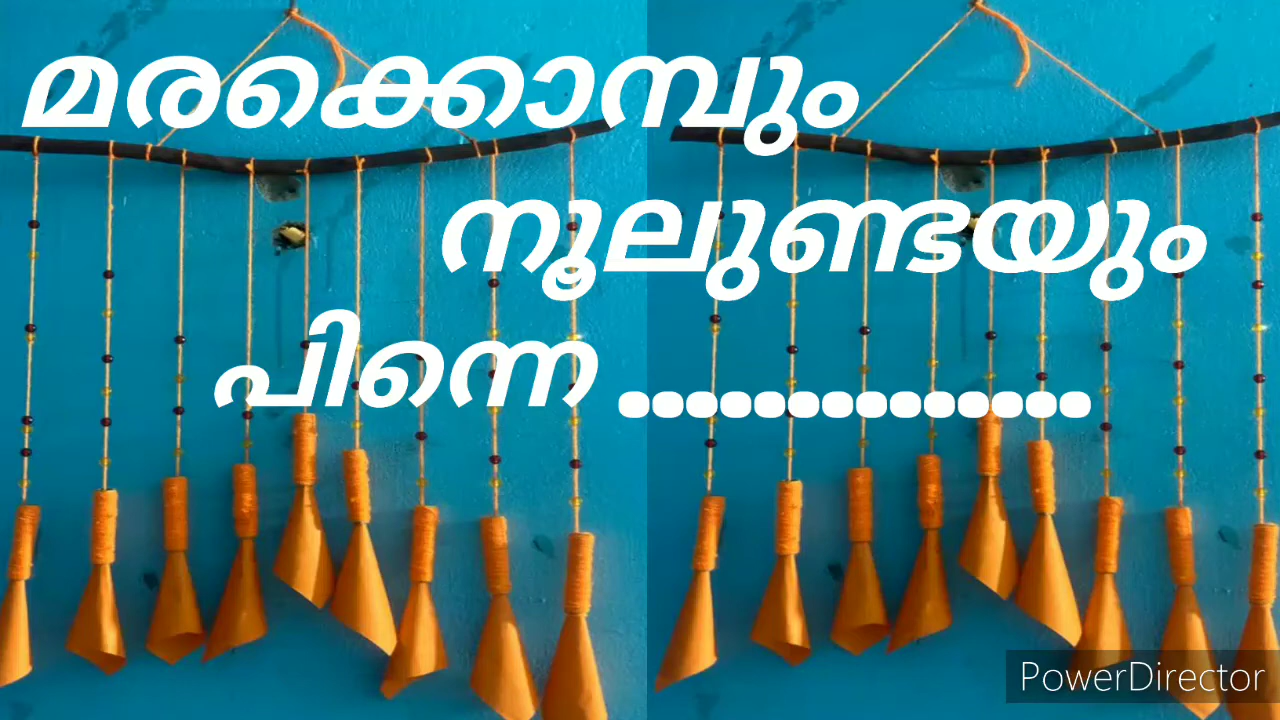 മരക്കൊമ്പും
നൂലുണ്ടയും
പിന്നെ .............
PowerDirector